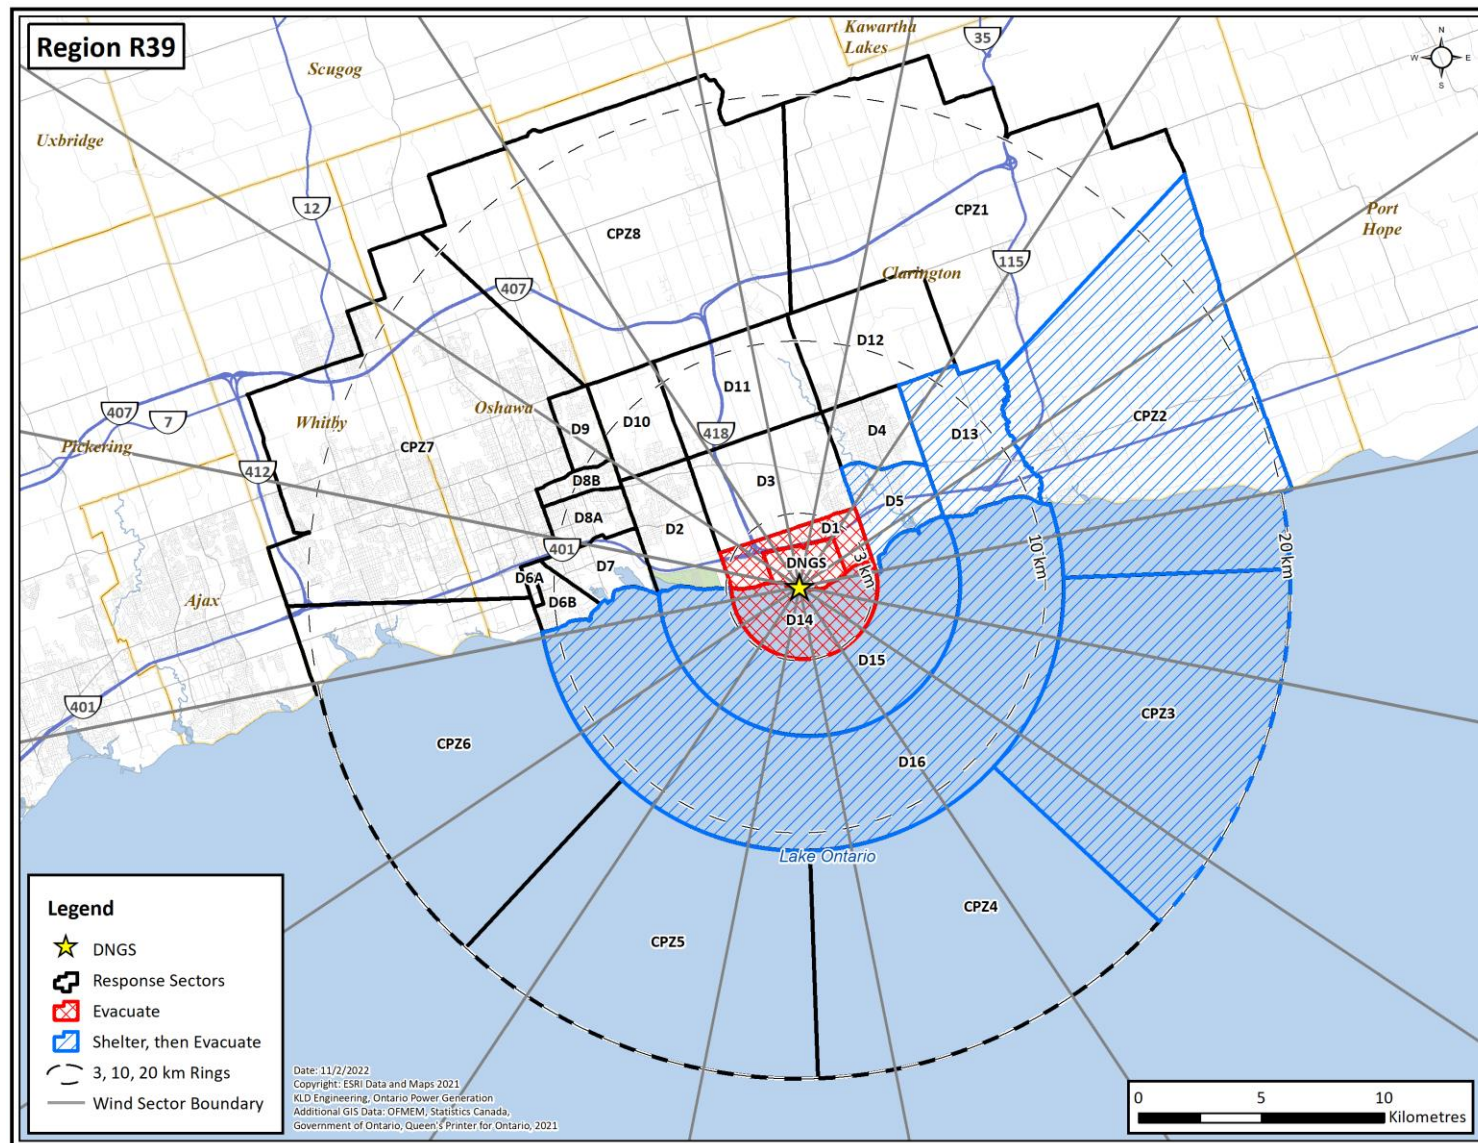 Region R39
Kawartha
Lakes
35
N
W
E
S
Scugog
Uxbridge
12
CPZ8
CPZ1
Port
Hope
115
Clarington
407
D12
D11
407
7
Whitby
Oshawa
D9
D10
418
D4
D13
CPZ2
Pickering
CPZ7
412
D8B
D3
D5
D8A
D2
D1
401
10 km
20 km
DNGS
3 km
D7
D6A
D6B
Ajax
D14
D15
401
CPZ6
D16
CPZ3
Lake Ontario
CPZ5
CPZ4
Legend
DNGS
Response Sectors
Evacuate
Shelter, then Evacuate
3, 10, 20 km Rings
Wind Sector Boundary
Date: 11/2/2022
Copyright: ESRI Data and Maps 2021
KLD Engineering, Ontario Power Generation
Additional GIS Data: OFMEM, Statistics Canada,
Government of Ontario, Queen's Printer for Ontario, 2021
0 5 10
Kilometres